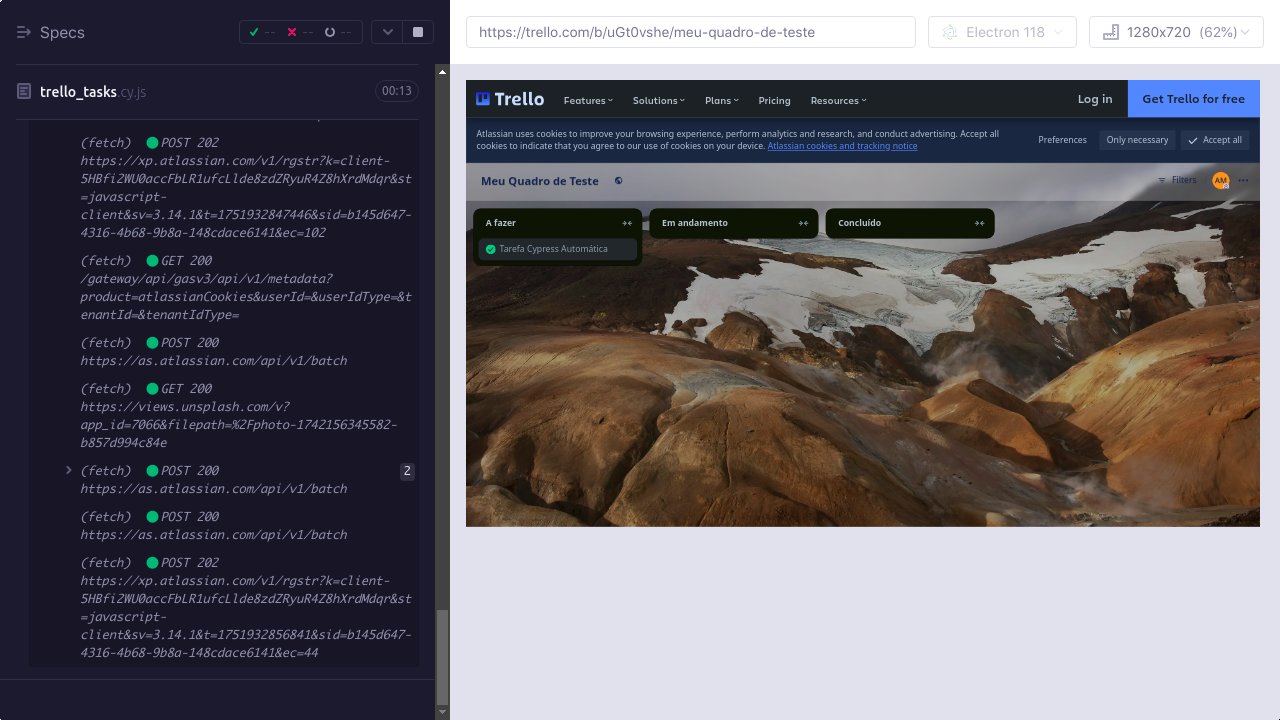 Specs
-- -- --
trello_tasks.cy.js
00:13
(fetch) POST 202
https://xp.atlassian.com/v1/rgstr?k=client-
5HBfi2WU0accFbLR1ufcLlde8zdZRyuR4Z8hXrdMdqr&st
=javascript-
client&sv=3.14.1&t=1751932847446&sid=b145d647-
4316-4b68-9b8a-148cdace6141&ec=102
(fetch) GET 200
/gateway/api/gasv3/api/v1/metadata?
product=atlassianCookies&userId=&userIdType=&t
enantId=&tenantIdType=
(fetch) POST 200
https://as.atlassian.com/api/v1/batch
(fetch) GET 200
https://views.unsplash.com/v?
app_id=7066&filepath=%2Fphoto-1742156345582-
b857d994c84e
(fetch) POST 200 2
https://as.atlassian.com/api/v1/batch
(fetch) POST 200
https://as.atlassian.com/api/v1/batch
(fetch) POST 202
https://xp.atlassian.com/v1/rgstr?k=client-
5HBfi2WU0accFbLR1ufcLlde8zdZRyuR4Z8hXrdMdqr&st
=javascript-
client&sv=3.14.1&t=1751932856841&sid=b145d647-
4316-4b68-9b8a-148cdace6141&ec=44
https://trello.com/b/uGt0vshe/meu-quadro-de-teste
Electron 118
1280x720 (62%)
Trello Features Solutions Plans Pricing Resources Log in Get Trello for free
Atlassian uses cookies to improve your browsing experience, perform analytics and research, and conduct advertising. Accept all
cookies to indicate that you agree to our use of cookies on your device. Atlassian cookies and tracking notice
Preferences Only necessary Accept all
Meu Quadro de Teste
Filters AM
A fazer Em andamento Concluído
Tarefa Cypress Automática